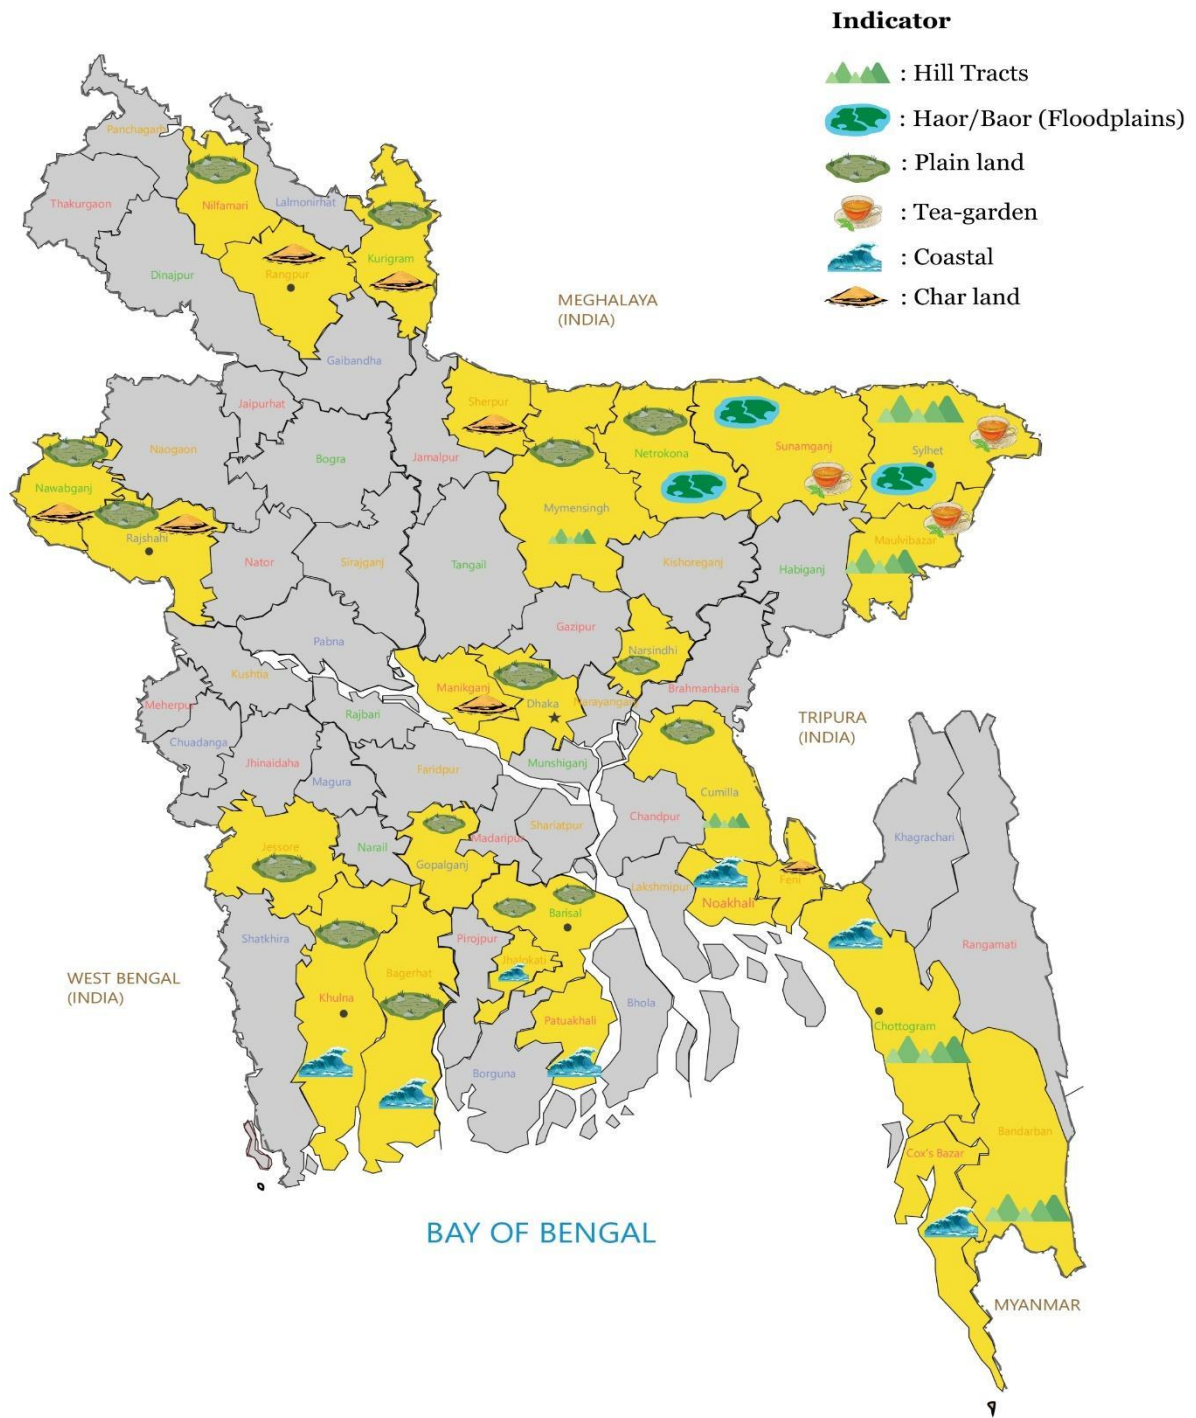 Indicator
: Hill Tracts
: Haor/Baor (Floodplains)
: Plain land
: Tea-garden
: Coastal
: Char land
Panchagarh
Thakurgaon
Nilfamari
Lalmonirhat
Dinajpur
Rangpur
Kurigram
MEGHALAYA
(INDIA)
Gaibandha
Jaipurhat
Sherpur
Naogaon
Bogra
Jamalpur
Netrokona
Sunamganj
Sylhet
Nawabganj
Mymensingh
Rajshahi
Maulvibazar
Nator
Sirajganj
Tangail
Kishoreganj
Habiganj
Gazipur
Pabna
Narsindhi
Kushtia
Manikganj
Brahmanbaria
Meherpur
Rajbari
Dhaka
Narayanganj
TRIPURA
(INDIA)
Chuadanga
Jhinaidaha
Magura
Faridpur
Munshiganj
Cumilla
Chandpur
Shariatpur
Madaripur
Khagrachari
Jessore
Narail
Gopalganj
Lakshmipur
Feni
Noakhali
Barisal
Shatkhira
Pirojpur
Rangamati
Jhalokati
WEST BENGAL
(INDIA)
Bagerhat
Khulna
Bhola
Patuakhali
Chottogram
Borguna
Bandarban
Cox's Bazar
BAY OF BENGAL
MYANMAR